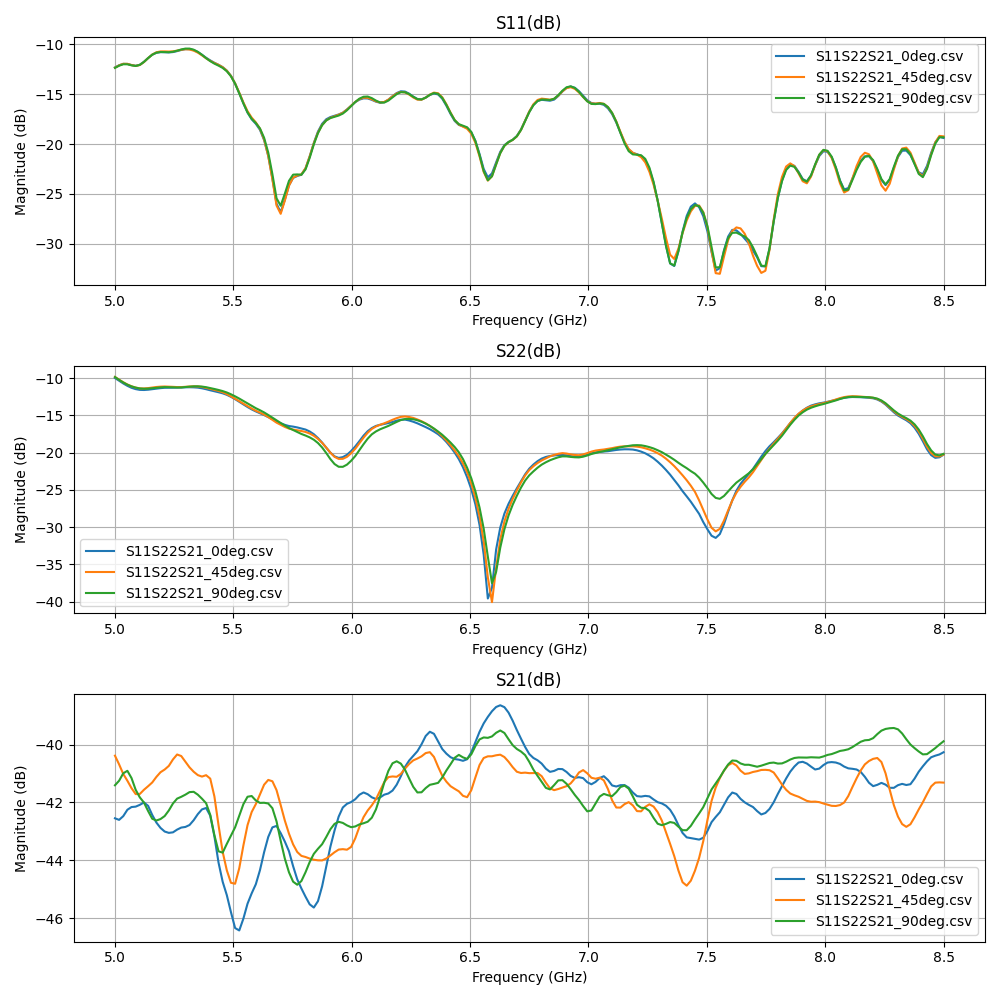 S11(dB)
−10
−15
−20
−25
−30
Magnitude (dB)
S11S22S21_0deg.csv
S11S22S21_45deg.csv
S11S22S21_90deg.csv
5.0 5.5 6.0 6.5 7.0 7.5 8.0 8.5
Frequency (GHz)
S22(dB)
−10
−15
−20
−25
−30
−35
−40
Magnitude (dB)
S11S22S21_0deg.csv
S11S22S21_45deg.csv
S11S22S21_90deg.csv
5.0 5.5 6.0 6.5 7.0 7.5 8.0 8.5
Frequency (GHz)
S21(dB)
−40
−42
−44
−46
Magnitude (dB)
S11S22S21_0deg.csv
S11S22S21_45deg.csv
S11S22S21_90deg.csv
5.0 5.5 6.0 6.5 7.0 7.5 8.0 8.5
Frequency (GHz)